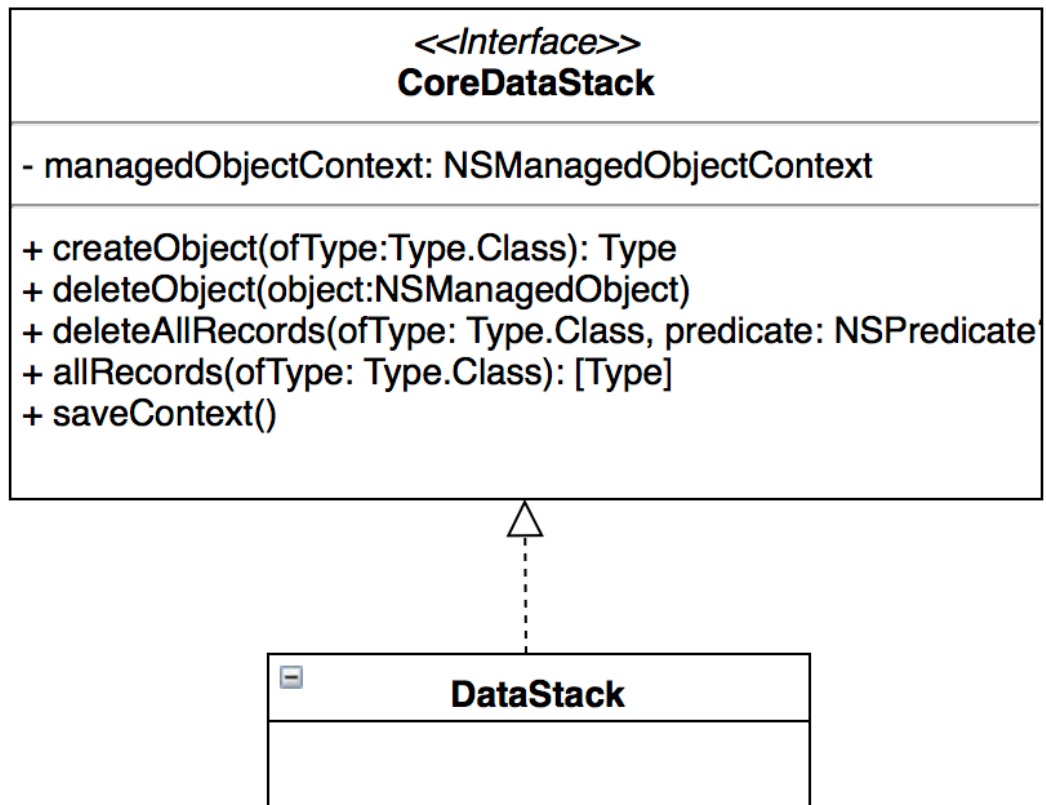 <<Interface>>
CoreDataStack
- managedObjectContext: NSManagedObjectContext
+ createObject(ofType:Type.Class): Type
+ deleteObject(object:NSManagedObject)
+ deleteAllRecords(ofType: Type.Class, predicate: NSPredicate
+ allRecords(ofType: Type.Class): [Type]
+ saveContext()
DataStack